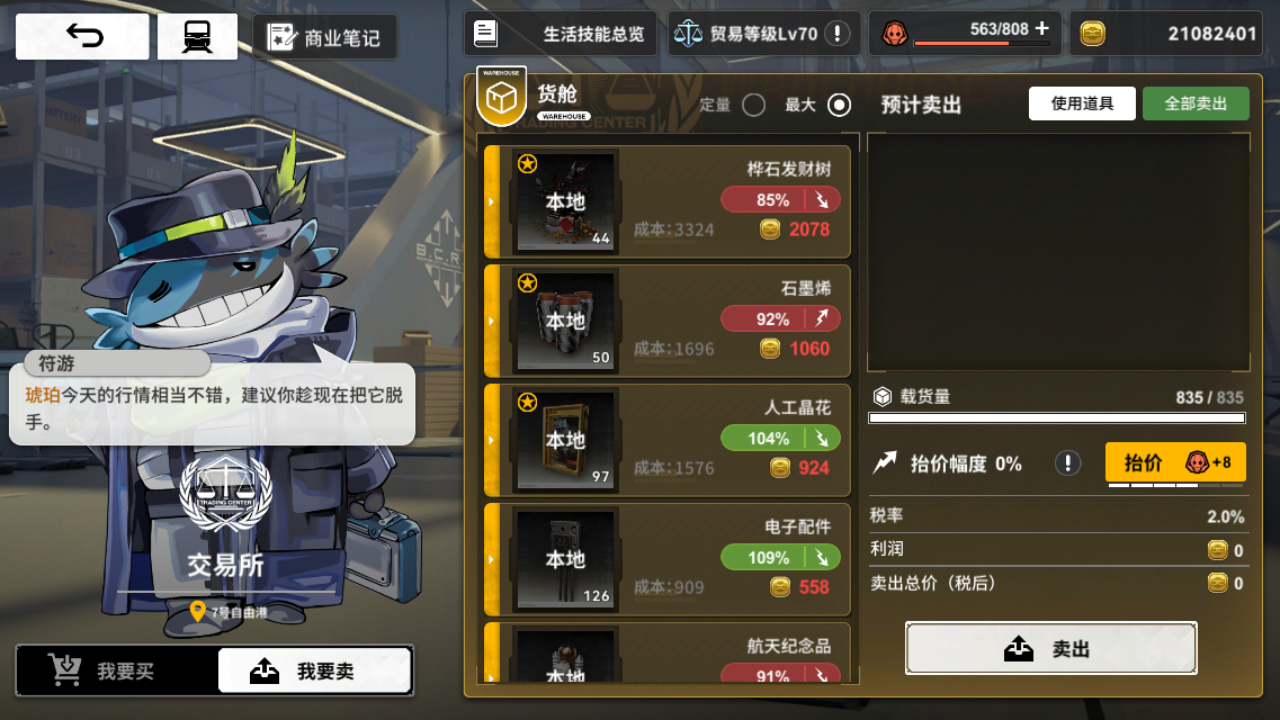 商业笔记
生活技能总览
贸易等级Lv70
563/808
21082401
WAREHOUSE
货舱
WAREHOUSE
TRADING CENTER
定量
最大
预计卖出
使用道具
全部卖出
桦石发财树
85%
本地
44
成本:3324
2078
石墨烯
92%
本地
50
成本:1696
1060
人工晶花
104%
本地
97
成本:1576
924
电子配件
109%
本地
126
成本:909
558
航天纪念品
91%
本地
载货量
835 / 835
抬价幅度 0%
抬价
+8
税率
2.0%
利润
0
卖出总价（税后）
0
卖出
B.C.R
符游
琥珀今天的行情相当不错，建议你趁现在把它脱
手。
TRADING CENTER
交易所
7号自由港
我要买
我要卖